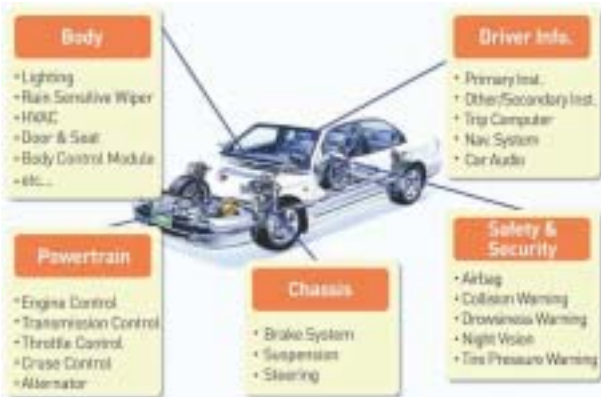 Body
• Lighting
• Rain Sensitive Wiper
• HVAC
• Door & Seat
• Body Control Module
• etc...
Driver Info.
• Primary Inst.
• Other/Secondary Inst.
• Trip Computer
• Nav. System
• Car Audio
Powertrain
• Engine Control
• Transmission Control
• Throttle Control
• Cruse Control
• Alternator
Chassis
• Brake System
• Suspension
• Steering
Safety &
Security
• Airbag
• Collision Warning
• Drowsiness Warning
• Night Vision
• Tire Pressure Warning